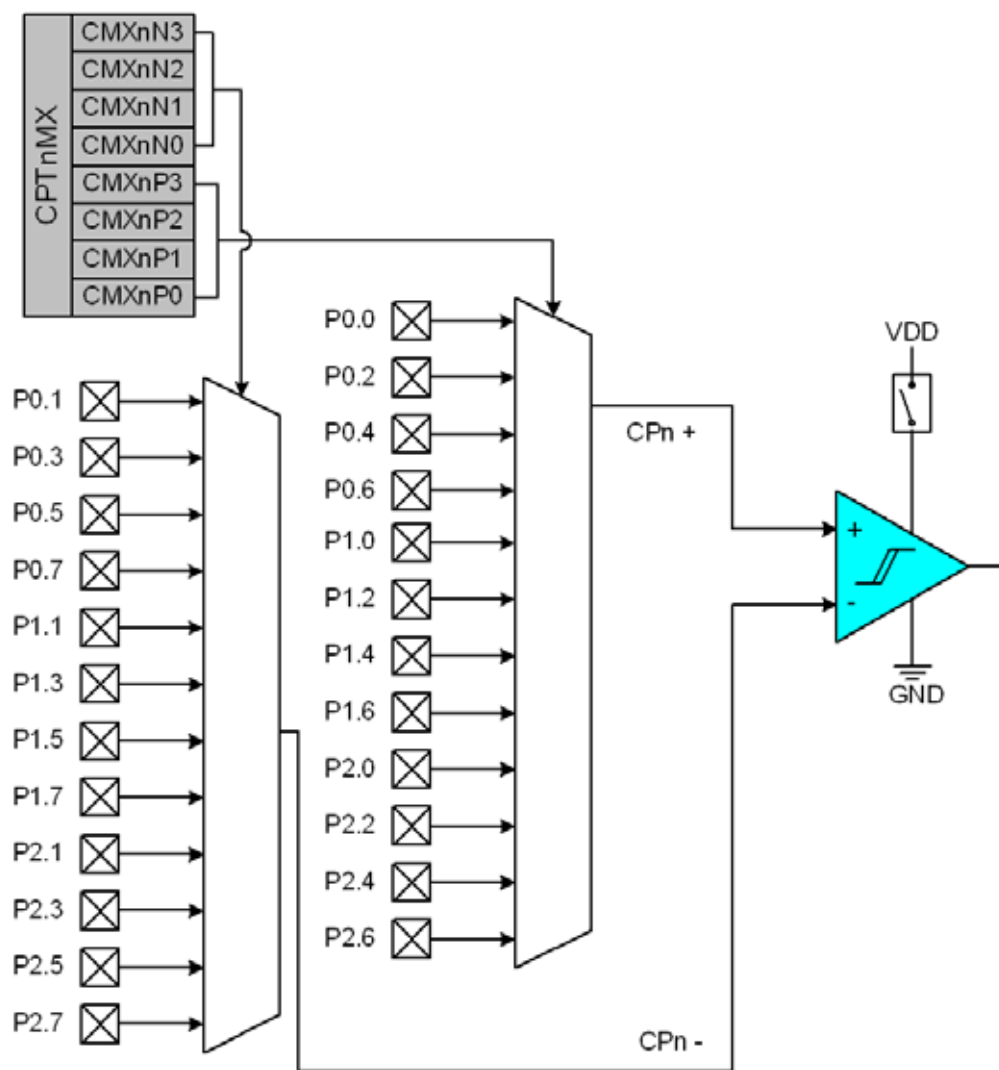 CPTnMX
CMXnN3
CMXnN2
CMXnN1
CMXnN0
CMXnP3
CMXnP2
CMXnP1
CMXnP0
P0.1
P0.3
P0.5
P0.7
P1.1
P1.3
P1.5
P1.7
P2.1
P2.3
P2.5
P2.7
P0.0
P0.2
P0.4
P0.6
P1.0
P1.2
P1.4
P1.6
P2.0
P2.2
P2.4
P2.6
CPn +
CPn -
VDD
+
-
GND